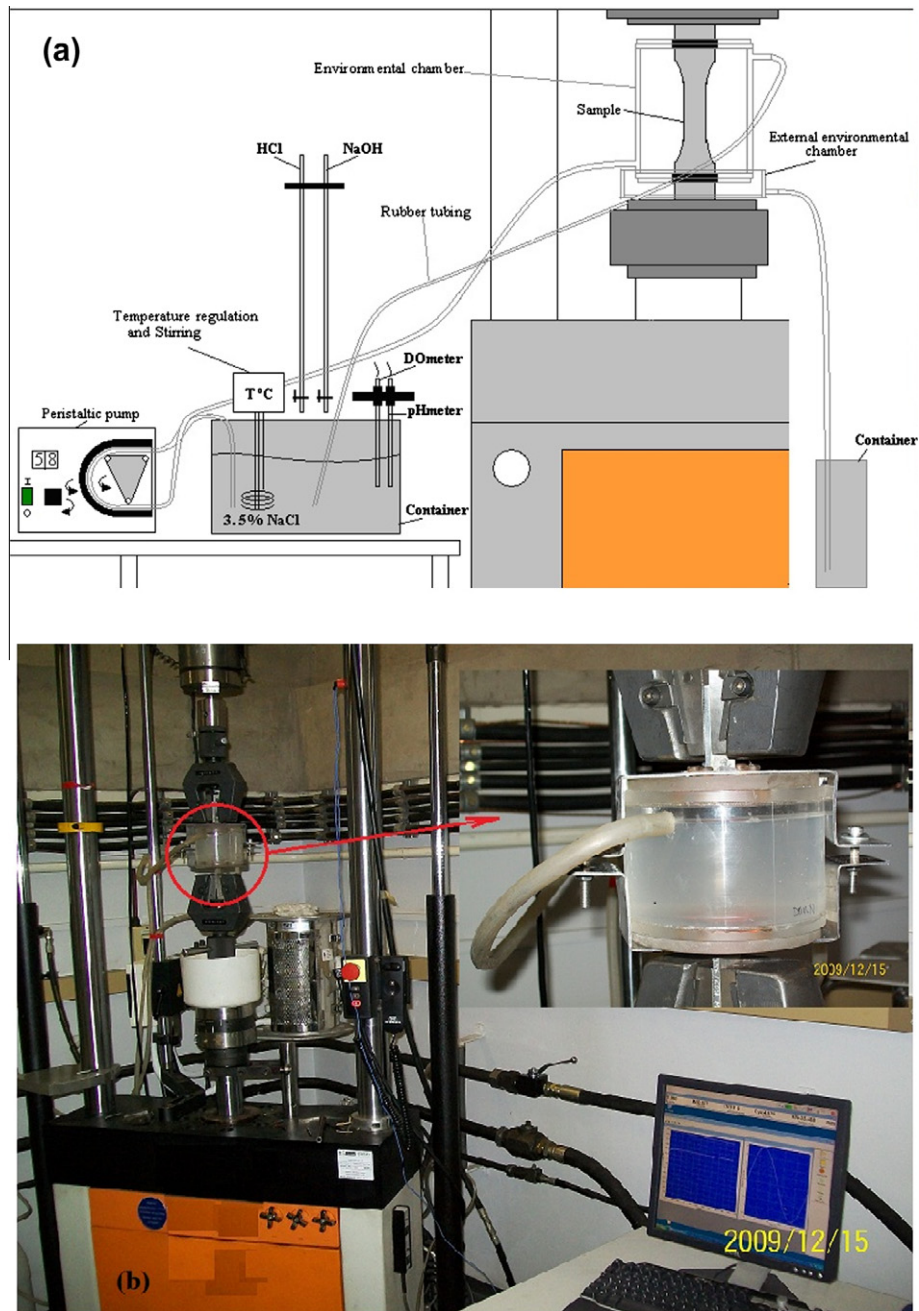 (a)
Environmental chamber
Sample
External environmental
chamber
HCl
NaOH
Rubber tubing
Temperature regulation
and Stirring
DOmeter
T°C
pHmeter
Peristaltic pump
58
I
3.5% NaCl
Container
Container
DOWN
2009/12/15
2009/12/15
(b)